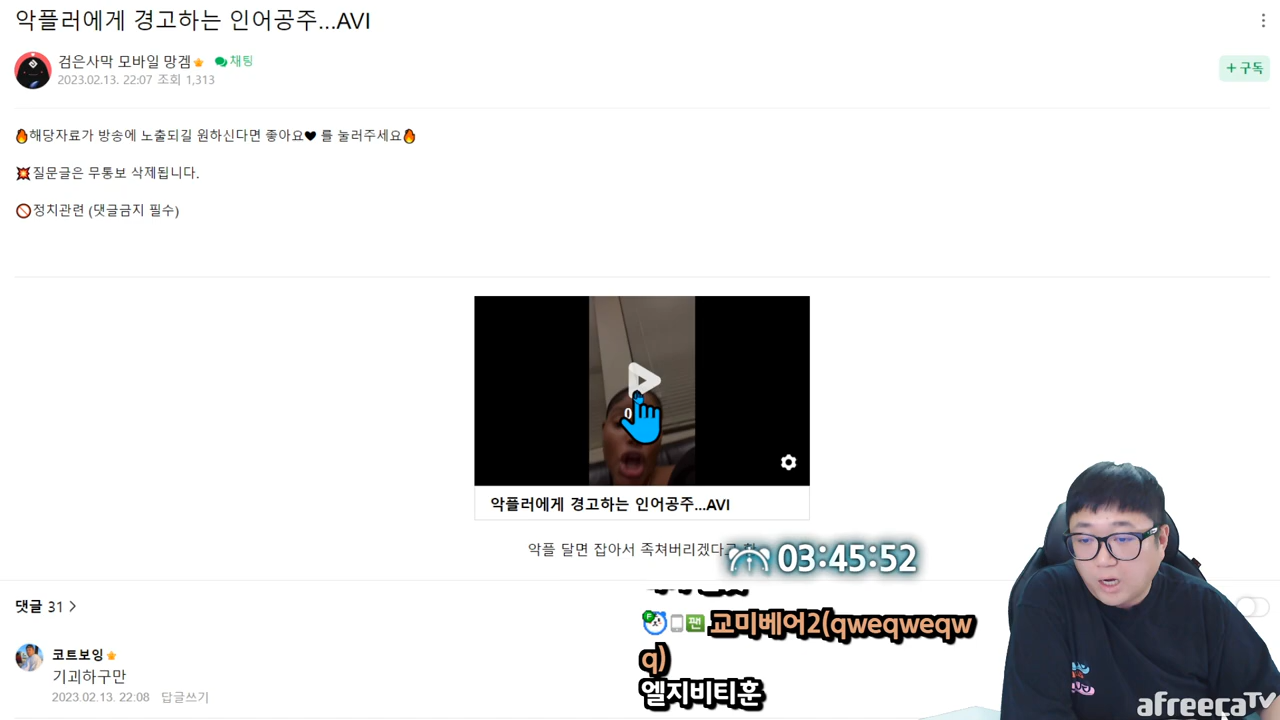 악플러에게 경고하는 인어공주...AVI
검은사막 모바일 망겜 채팅
2023.02.13. 22:07 조회 1,313
+ 구독
해당자료가 방송에 노출되길 원하신다면 좋아요🖤 를 눌러주세요
질문글은 무통보 삭제됩니다.
정치관련 (댓글금지 필수)
악플러에게 경고하는 인어공주...AVI
악플 달면 잡아서 족쳐버리겠다고
03:45:52
댓글 31 >
F 팬 교미베어2(qweqweqw
q)
엘지비티훈
코트보잉
기괴하구만
2023.02.13. 22:08 답글쓰기
afreecaTV